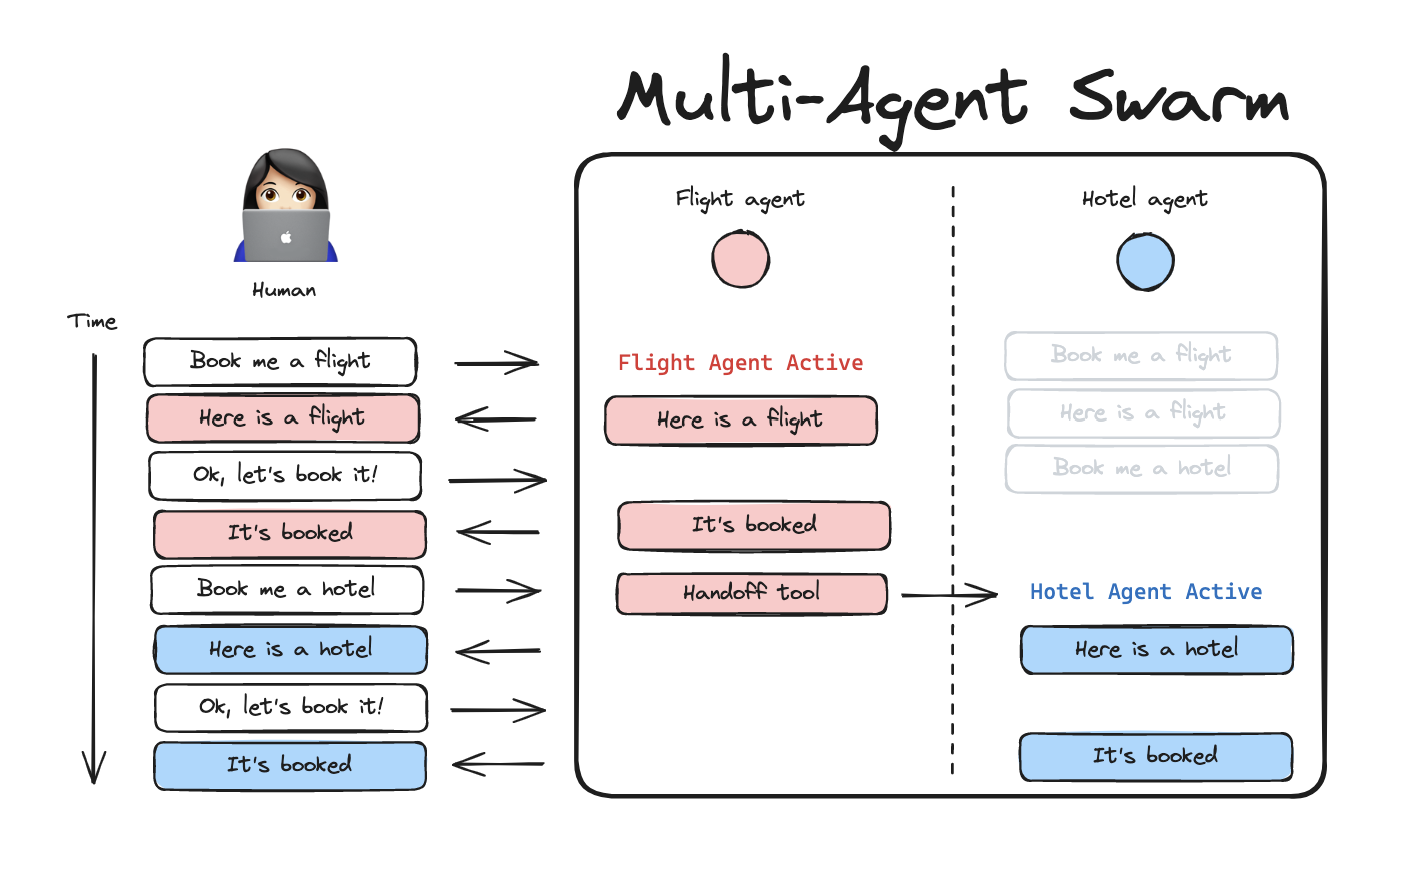 Multi-Agent Swarm
Human
Time
Book me a flight
Here is a flight
Ok, let's book it!
It's booked
Book me a hotel
Here is a hotel
Ok, let's book it!
It's booked
Flight agent
Flight Agent Active
Here is a flight
It's booked
Handoff tool
Hotel agent
Book me a flight
Here is a flight
Book me a hotel
Hotel Agent Active
Here is a hotel
It's booked